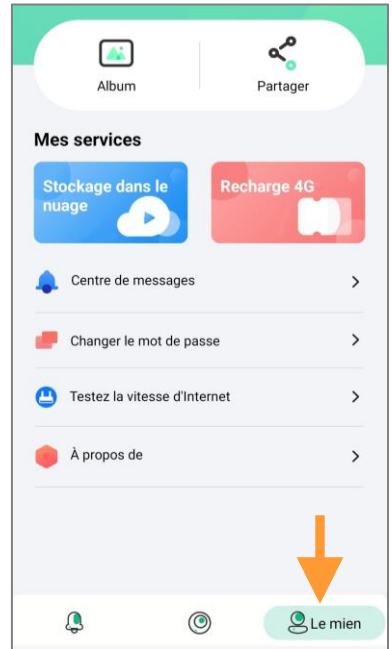 Album
Partager
Mes services
Stockage dans le
nuage
Recharge 4G
Centre de messages
Changer le mot de passe
Testez la vitesse d'Internet
À propos de
Le mien